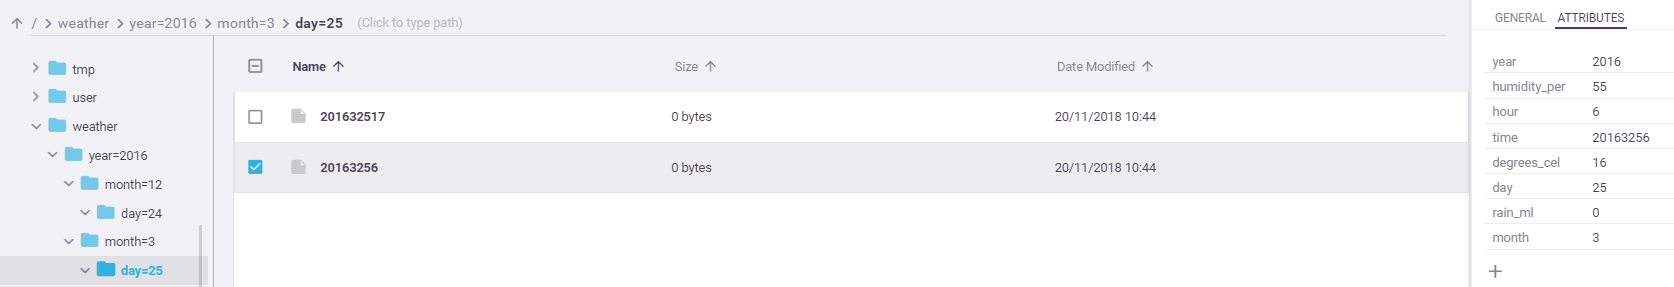 / > weather > year=2016 > month=3 > day=25 (Click to type path)
tmp
user
weather
year=2016
month=12
day=24
month=3
day=25
Name Size Date Modified
201632517 0 bytes 20/11/2018 10:44
20163256 0 bytes 20/11/2018 10:44
GENERAL ATTRIBUTES
year 2016
humidity_per 55
hour 6
time 20163256
degrees_cel 16
day 25
rain_ml 0
month 3